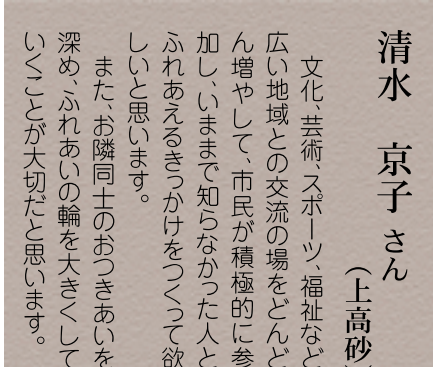 清水　京子さん
（上高砂）
文化、芸術、スポーツ、福祉など
広い地域との交流の場をどんど
ん増やして、市民が積極的に参
加し、いままで知らなかった人と
ふれあえるきっかけをつくって欲
しいと思います。
また、お隣同士のおつきあいを
深め、ふれあいの輪を大きくして
いくことが大切だと思います。